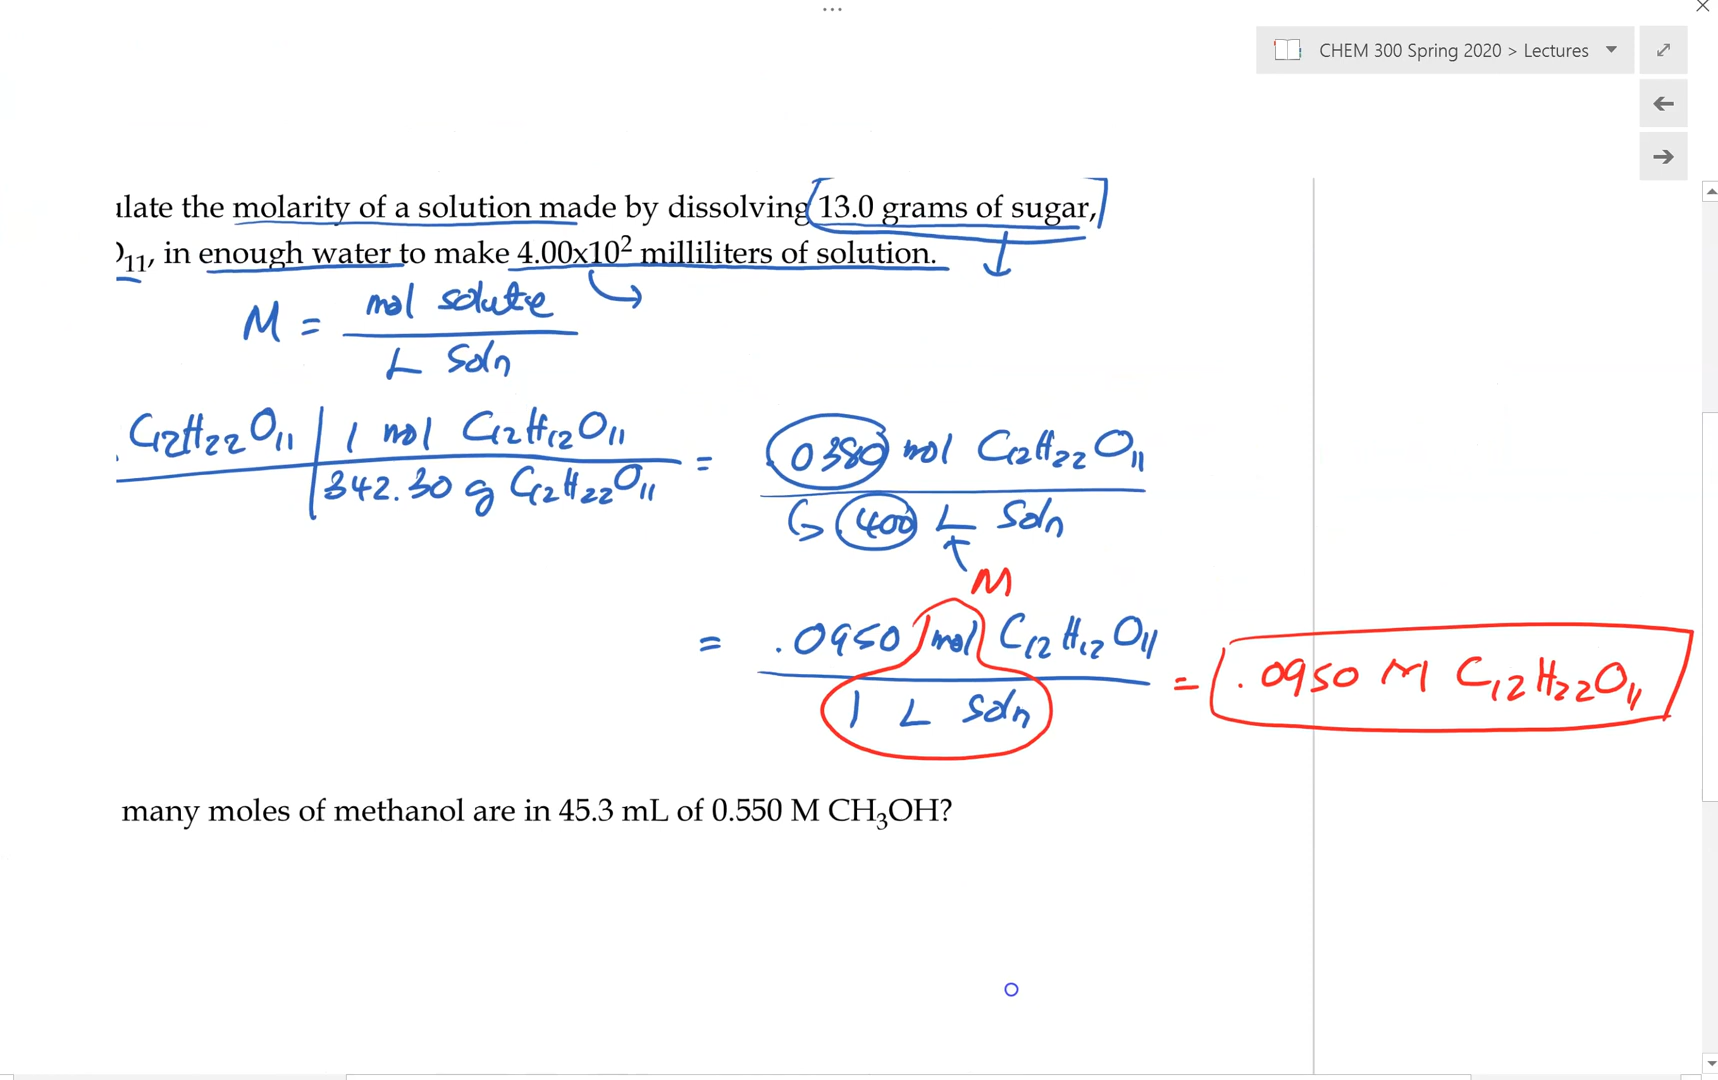 CHEM 300 Spring 2020 > Lectures
ulate the molarity of a solution made by dissolving 13.0 grams of sugar,
O11, in enough water to make 4.00x10² milliliters of solution.
M = mol solute / L soln
C12H22O11 | 1 mol C12H12O11 / 342.30 g C12H22O11 = .0380 mol C12H22O11 / .400 L soln
M
= .0950 mol C12H12O11 / 1 L soln = .0950 M C12H22O11
many moles of methanol are in 45.3 mL of 0.550 M CH₃OH?